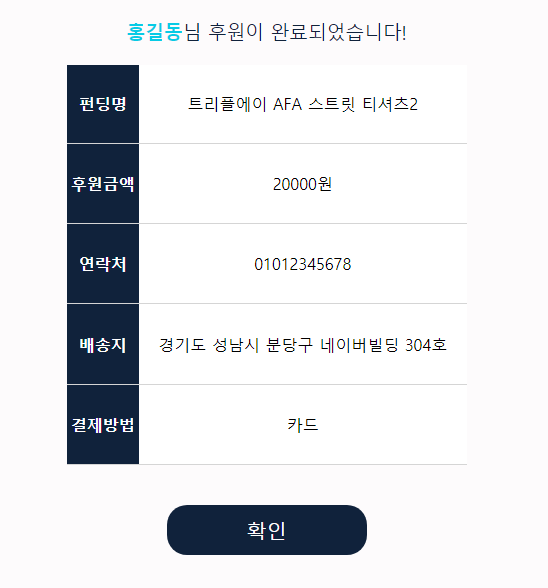 홍길동님 후원이 완료되었습니다!
펀딩명 트리플에이 AFA 스트릿 티셔츠2
후원금액 20000원
연락처 01012345678
배송지 경기도 성남시 분당구 네이버빌딩 304호
결제방법 카드
확인